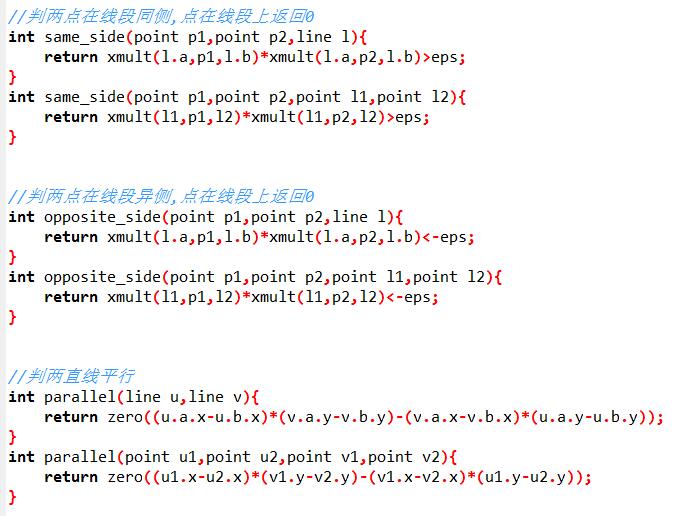 //判两点在线段同侧,点在线段上返回0
int same_side(point p1,point p2,line l){
    return xmult(l.a,p1,l.b)*xmult(l.a,p2,l.b)>eps;
}
int same_side(point p1,point p2,point l1,point l2){
    return xmult(l1,p1,l2)*xmult(l1,p2,l2)>eps;
}
//判两点在线段异侧,点在线段上返回0
int opposite_side(point p1,point p2,line l){
    return xmult(l.a,p1,l.b)*xmult(l.a,p2,l.b)<-eps;
}
int opposite_side(point p1,point p2,point l1,point l2){
    return xmult(l1,p1,l2)*xmult(l1,p2,l2)<-eps;
}
//判两直线平行
int parallel(line u,line v){
    return zero((u.a.x-u.b.x)*(v.a.y-v.b.y)-(v.a.x-v.b.x)*(u.a.y-u.b.y));
}
int parallel(point u1,point u2,point v1,point v2){
    return zero((u1.x-u2.x)*(v1.y-v2.y)-(v1.x-v2.x)*(u1.y-u2.y));
}